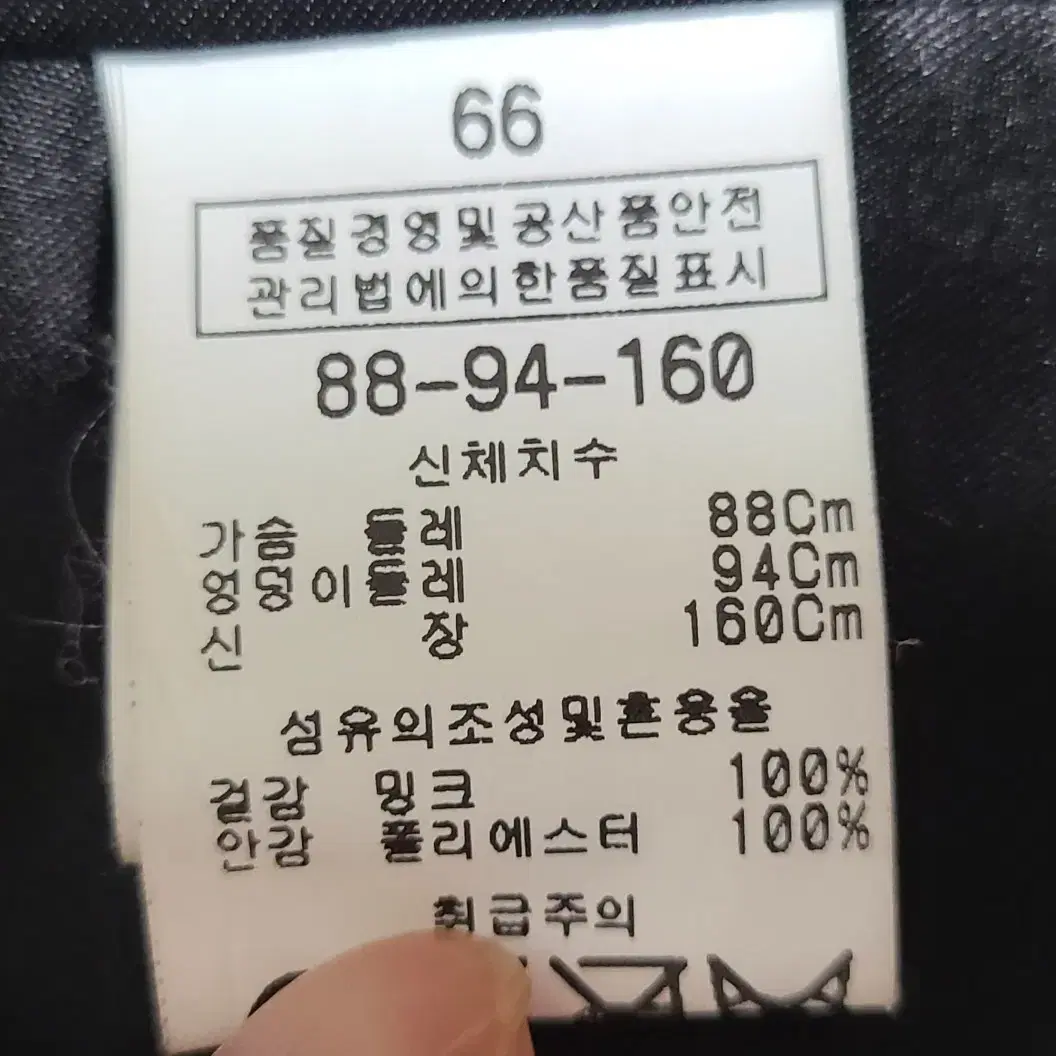 66
품질경영및공산품안전
관리법에의한품질표시
88-94-160
신체치수
가슴 둘레 88Cm
엉덩이둘레 94Cm
신 장 160Cm
섬유의조성및혼용율
겉감 밍크 100%
안감 폴리에스터 100%
취급주의